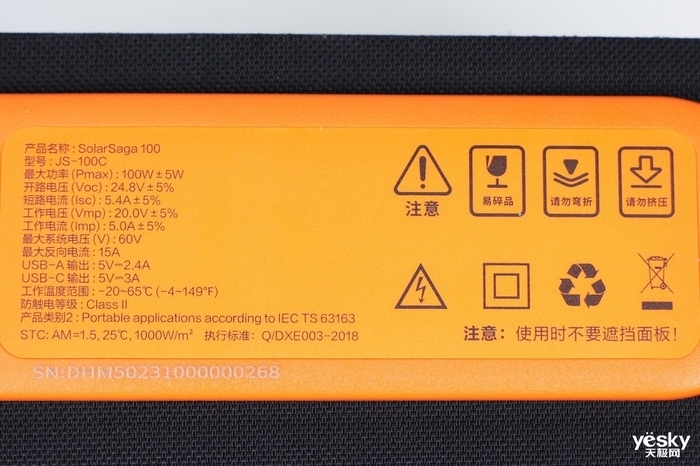 产品名称：SolarSaga 100
型号：JS-100C
最大功率 (Pmax)：100W±5W
开路电压 (Voc)：24.8V±5%
短路电流 (Isc)：5.4A±5%
工作电压 (Vmp)：20.0V±5%
工作电流 (Imp)：5.0A±5%
最大系统电压 (V)：60V
最大反向电流：15A
USB-A 输出：5V⎓2.4A
USB-C 输出：5V⎓3A
工作温度范围：-20~65℃ (-4~149℉)
防触电等级：Class II
产品类别2：Portable applications according to IEC TS 63163
STC: AM=1.5, 25℃, 1000W/m² 执行标准：Q/DXE003-2018
注意
易碎品
请勿弯折
请勿挤压
注意：使用时不要遮挡面板！
SN:DHM50231000000268
yesky
天极网